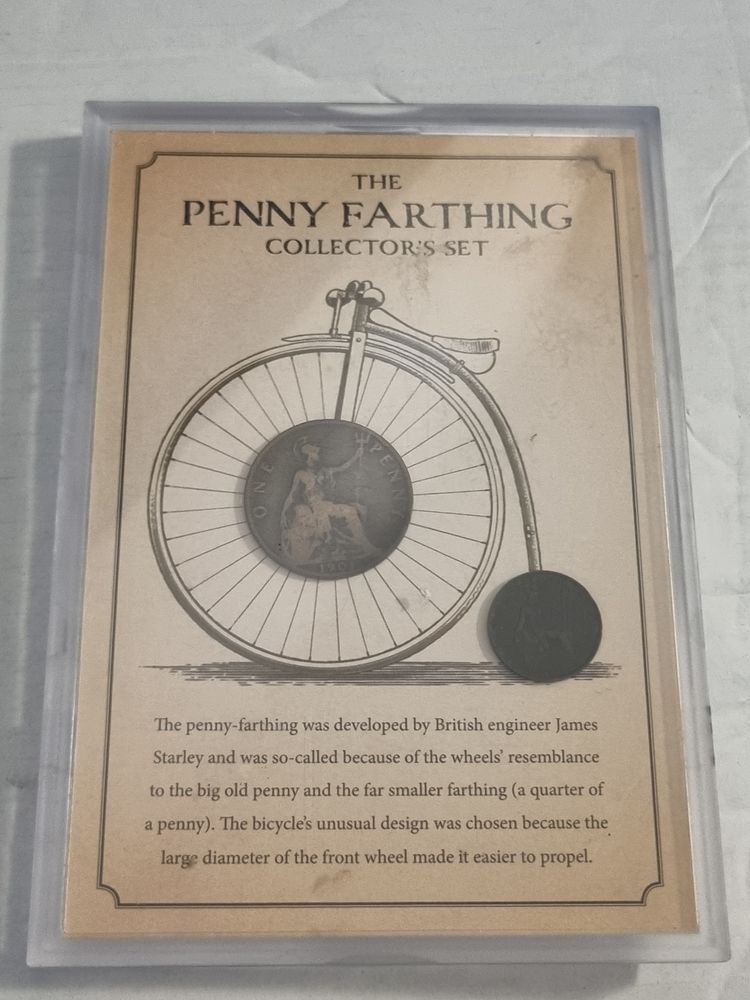 THE
PENNY FARTHING
COLLECTOR'S SET
ONE PENNY
The penny-farthing was developed by British engineer James
Starley and was so-called because of the wheels' resemblance
to the big old penny and the far smaller farthing (a quarter of
a penny). The bicycle's unusual design was chosen because the
large diameter of the front wheel made it easier to propel.